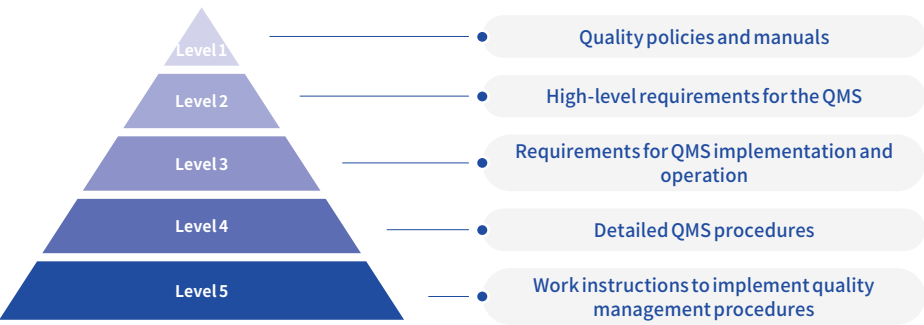 Level 1
Quality policies and manuals
Level 2
High-level requirements for the QMS
Level 3
Requirements for QMS implementation and
operation
Level 4
Detailed QMS procedures
Level 5
Work instructions to implement quality
management procedures